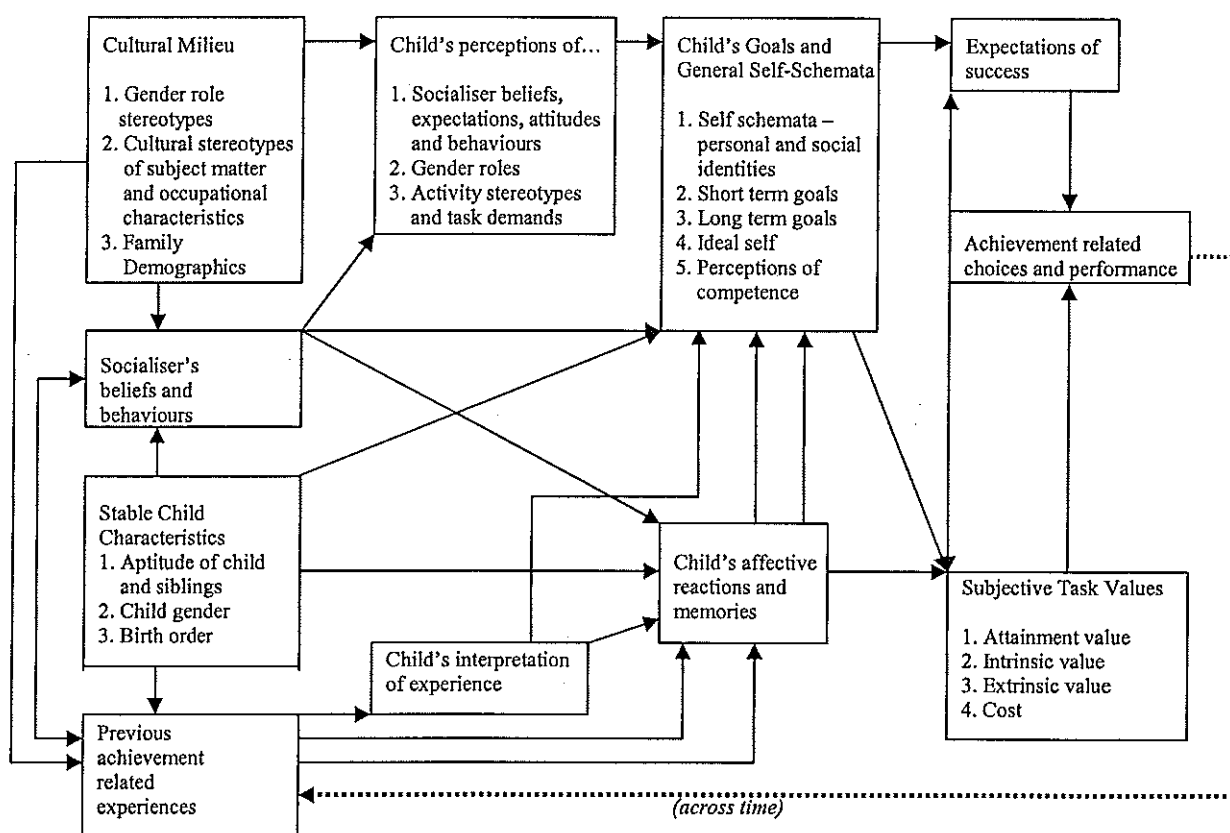 Cultural Milieu
1. Gender role
stereotypes
2. Cultural stereotypes
of subject matter
and occupational
characteristics
3. Family
Demographics
Child's perceptions of…
1. Socialiser beliefs,
expectations, attitudes
and behaviours
2. Gender roles
3. Activity stereotypes
and task demands
Child's Goals and
General Self-Schemata
1. Self schemata –
personal and social
identities
2. Short term goals
3. Long term goals
4. Ideal self
5. Perceptions of
competence
Expectations of
success
Achievement related
choices and performance
Socialiser's
beliefs and
behaviours
Stable Child
Characteristics
1. Aptitude of child
and siblings
2. Child gender
3. Birth order
Child's affective
reactions and
memories
Subjective Task Values
1. Attainment value
2. Intrinsic value
3. Extrinsic value
4. Cost
Child's interpretation
of experience
Previous
achievement
related
experiences
(across time)